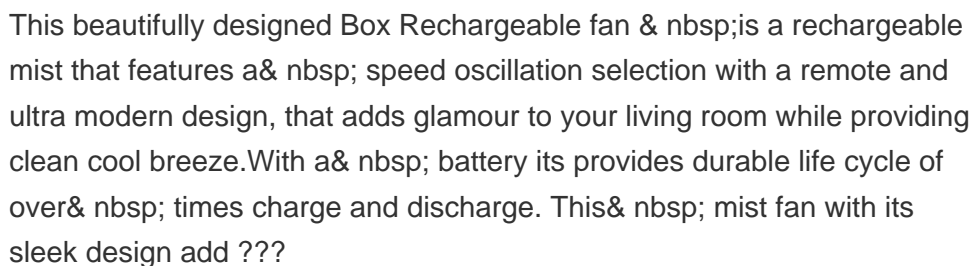 This beautifully designed Box Rechargeable fan & nbsp;is a rechargeable
mist that features a& nbsp; speed oscillation selection with a remote and
ultra modern design, that adds glamour to your living room while providing
clean cool breeze.With a& nbsp; battery its provides durable life cycle of
over& nbsp; times charge and discharge. This& nbsp; mist fan with its
sleek design add ???